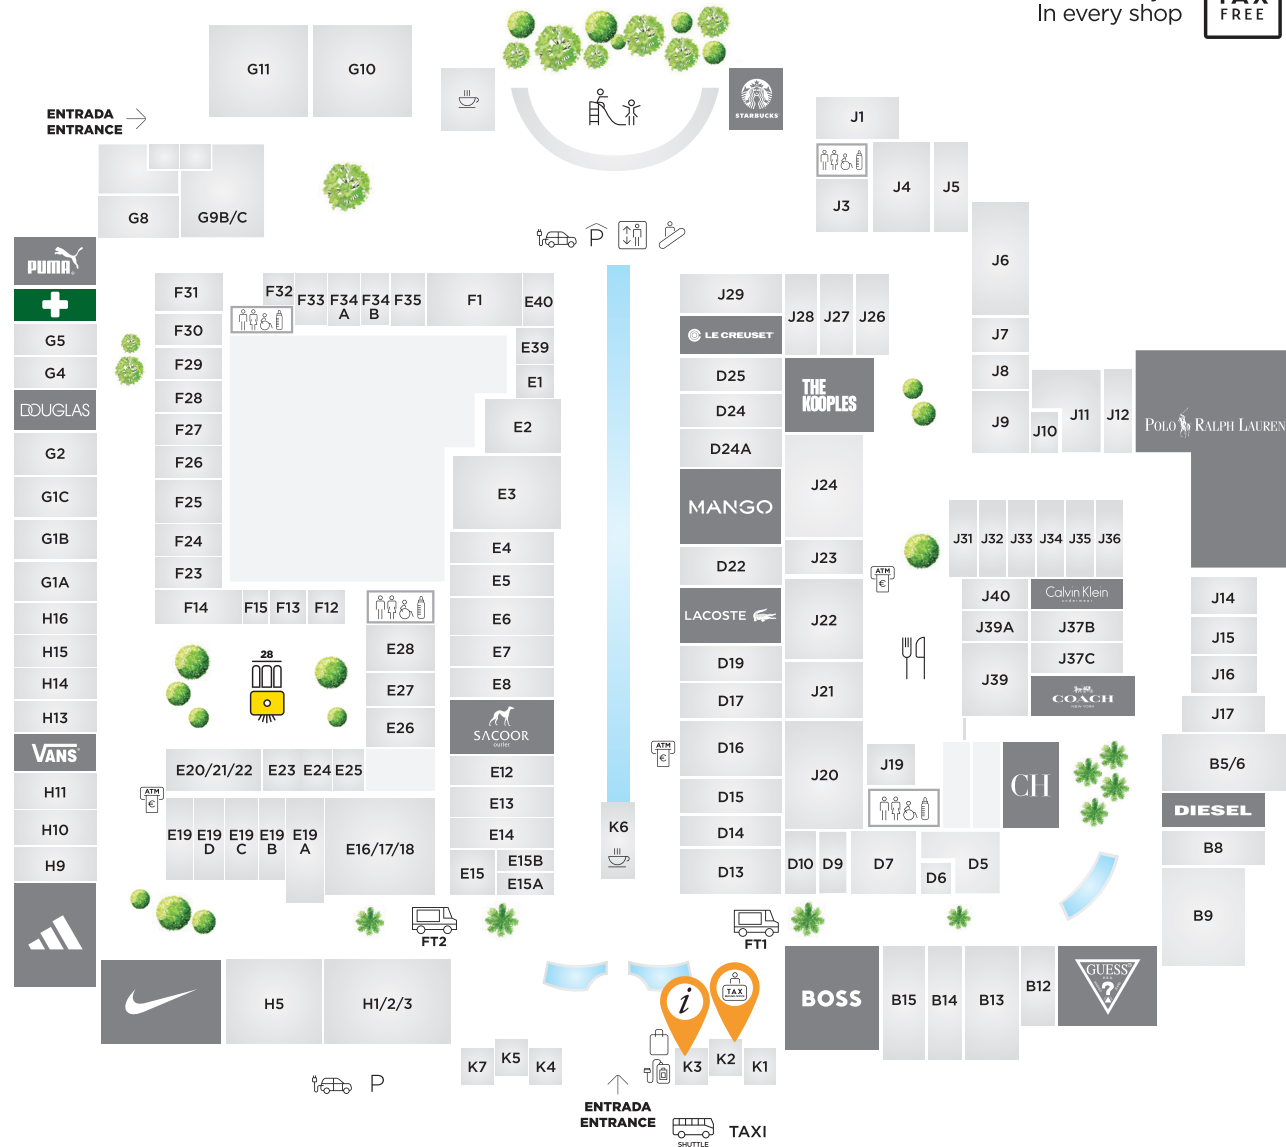 In every shop
TAX
FREE
G11
G10
STARBUCKS
ENTRADA
ENTRANCE
J1
J3
J4
J5
G8
G9B/C
P
PUMA
J6
F31
F32
F33
F34
A
F34
B
F35
F1
E40
J29
J28
J27
J26
LE CREUSET
G5
F30
E39
J7
G4
F29
E1
D25
THE
KOOPLES
J8
DOUGLAS
F28
D24
J9
J10
J11
J12
POLO RALPH LAUREN
G2
F27
E2
D24A
F26
G1C
F25
E3
MANGO
J24
G1B
F24
E4
J31
J32
J33
J34
J35
J36
J23
G1A
F23
E5
D22
ATM
€
J40
Calvin Klein
underwear
J14
H16
F14
F15
F13
F12
E6
LACOSTE
J22
J39A
J37B
J15
H15
28
E28
E7
D19
J37C
J16
H14
E27
E8
D17
J21
J39
COACH
NEW YORK
H13
E26
SACOOR
outlet
J17
VANS
ATM
€
D16
J20
J19
CH
B5/6
E20/21/22
E23
E24
E25
E12
H11
ATM
€
E13
D15
DIESEL
H10
E19
E19
D
E19
C
E19
B
E19
A
E16/17/18
E14
K6
D14
B8
H9
E15
E15B
E15A
D13
D10
D9
D7
D6
D5
B9
FT2
FT1
H5
H1/2/3
i
TAX
BOSS
B15
B14
B13
B12
GUESS
?
K7
K5
K4
K3
K2
K1
P
ENTRADA
ENTRANCE
SHUTTLE
TAXI